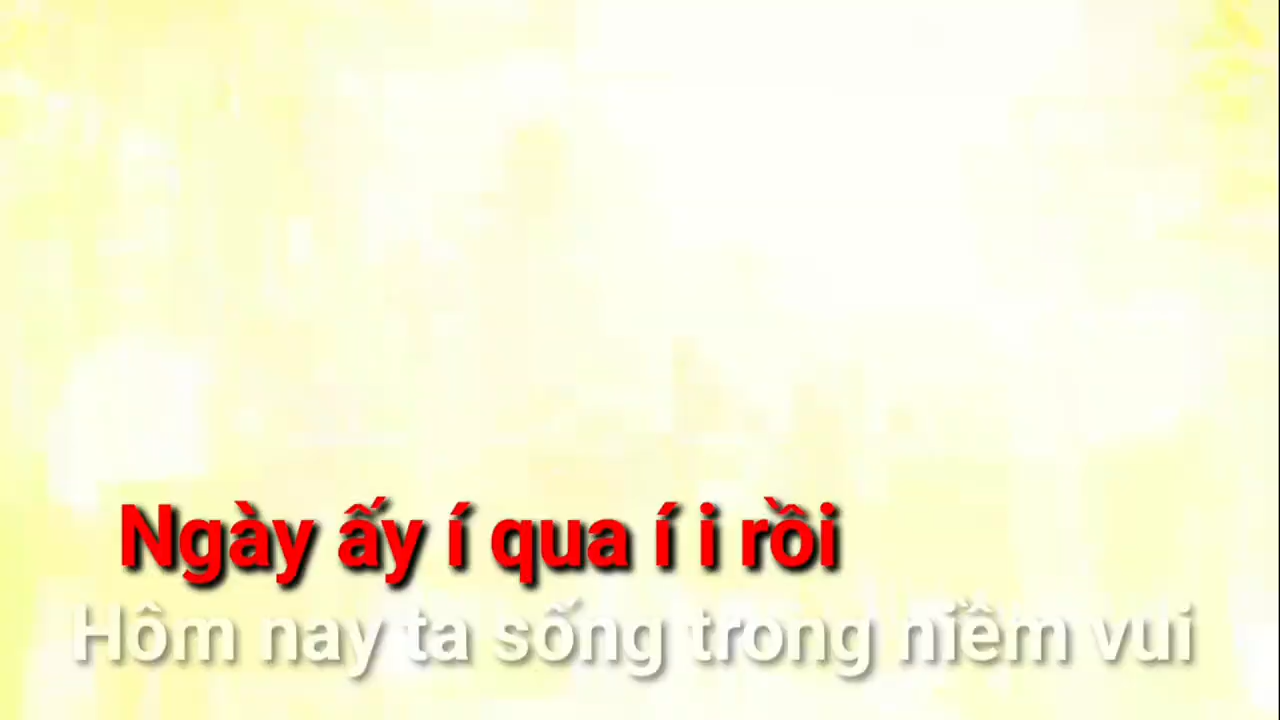 Ngày ấy í qua í i rồi
Hôm nay ta sống trong niềm vui